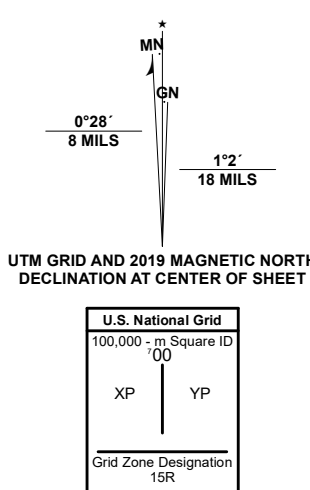 MN
GN
0°28´
8 MILS
1°2´
18 MILS
UTM GRID AND 2019 MAGNETIC NORTH
DECLINATION AT CENTER OF SHEET
U.S. National Grid
100,000 - m Square ID
700
XP YP
Grid Zone Designation
15R